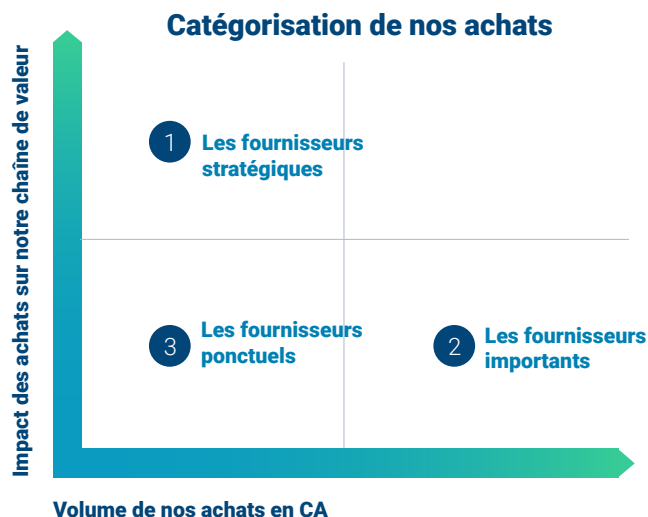 Catégorisation de nos achats
Impact des achats sur notre chaîne de valeur
1
Les fournisseurs
stratégiques
3
Les fournisseurs
ponctuels
2
Les fournisseurs
importants
Volume de nos achats en CA